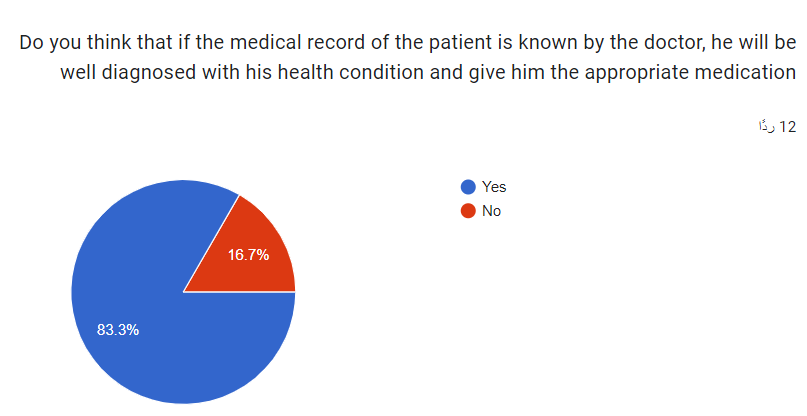 Do you think that if the medical record of the patient is known by the doctor, he will be
well diagnosed with his health condition and give him the appropriate medication
12 ردًا
Yes
No
16.7%
83.3%